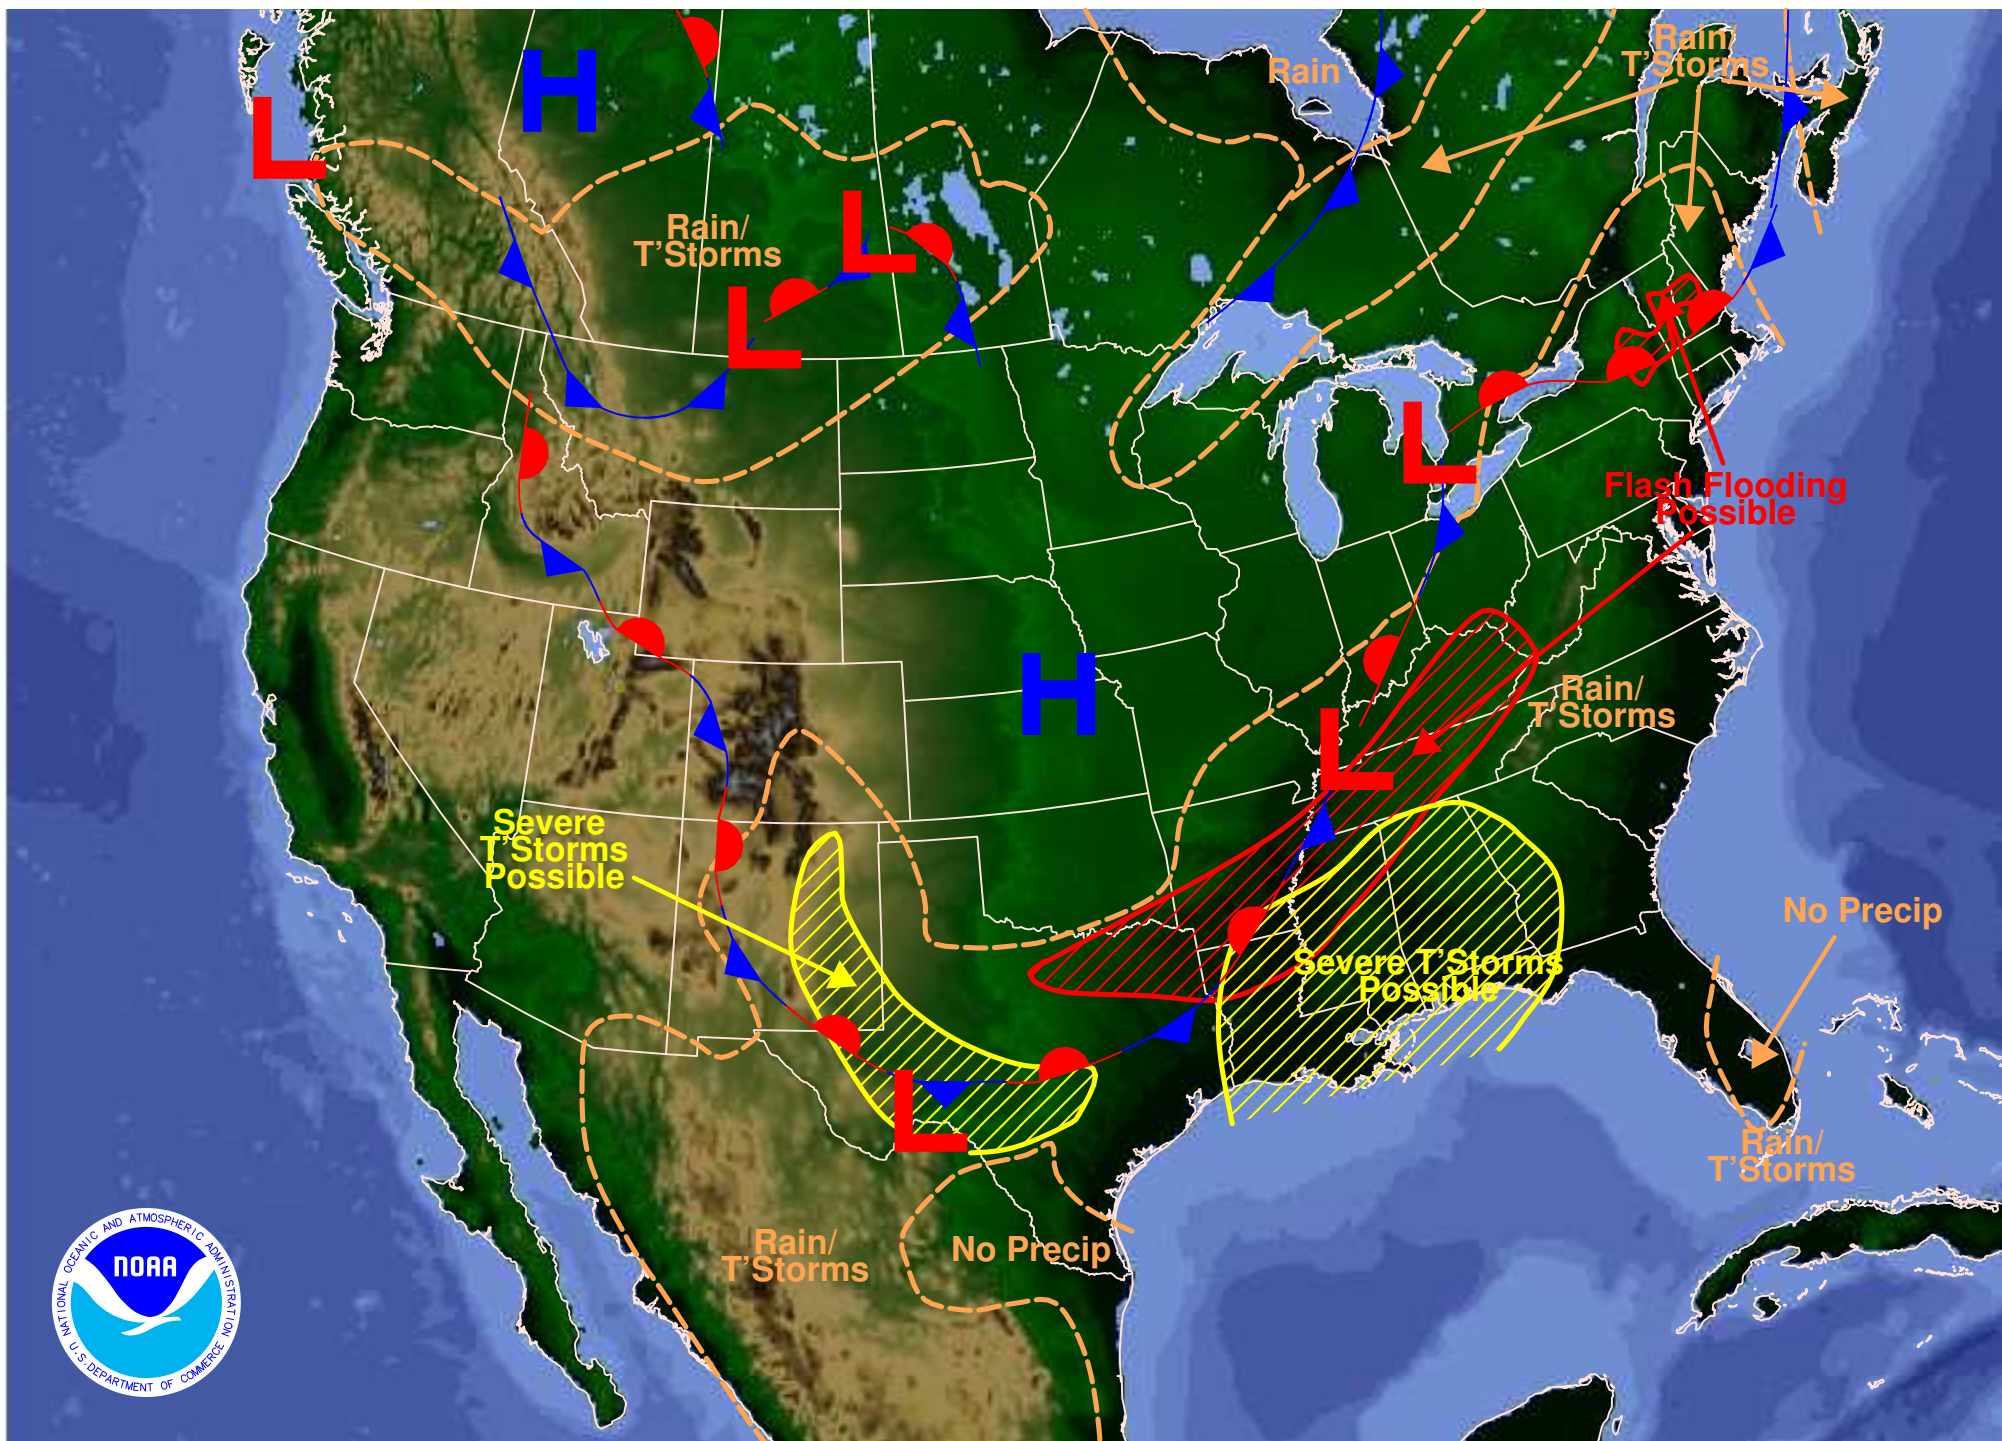 Rain/
T'Storms
Rain
H
L
Rain/
T'Storms
L
L
L
Flash Flooding
Possible
H
Rain/
T'Storms
L
Severe
T'Storms
Possible
No Precip
Severe T'Storms
Possible
L
Rain/
T'Storms
Rain/
T'Storms
No Precip
NATIONAL OCEANIC AND ATMOSPHERIC ADMINISTRATION
NOAA
U.S. DEPARTMENT OF COMMERCE